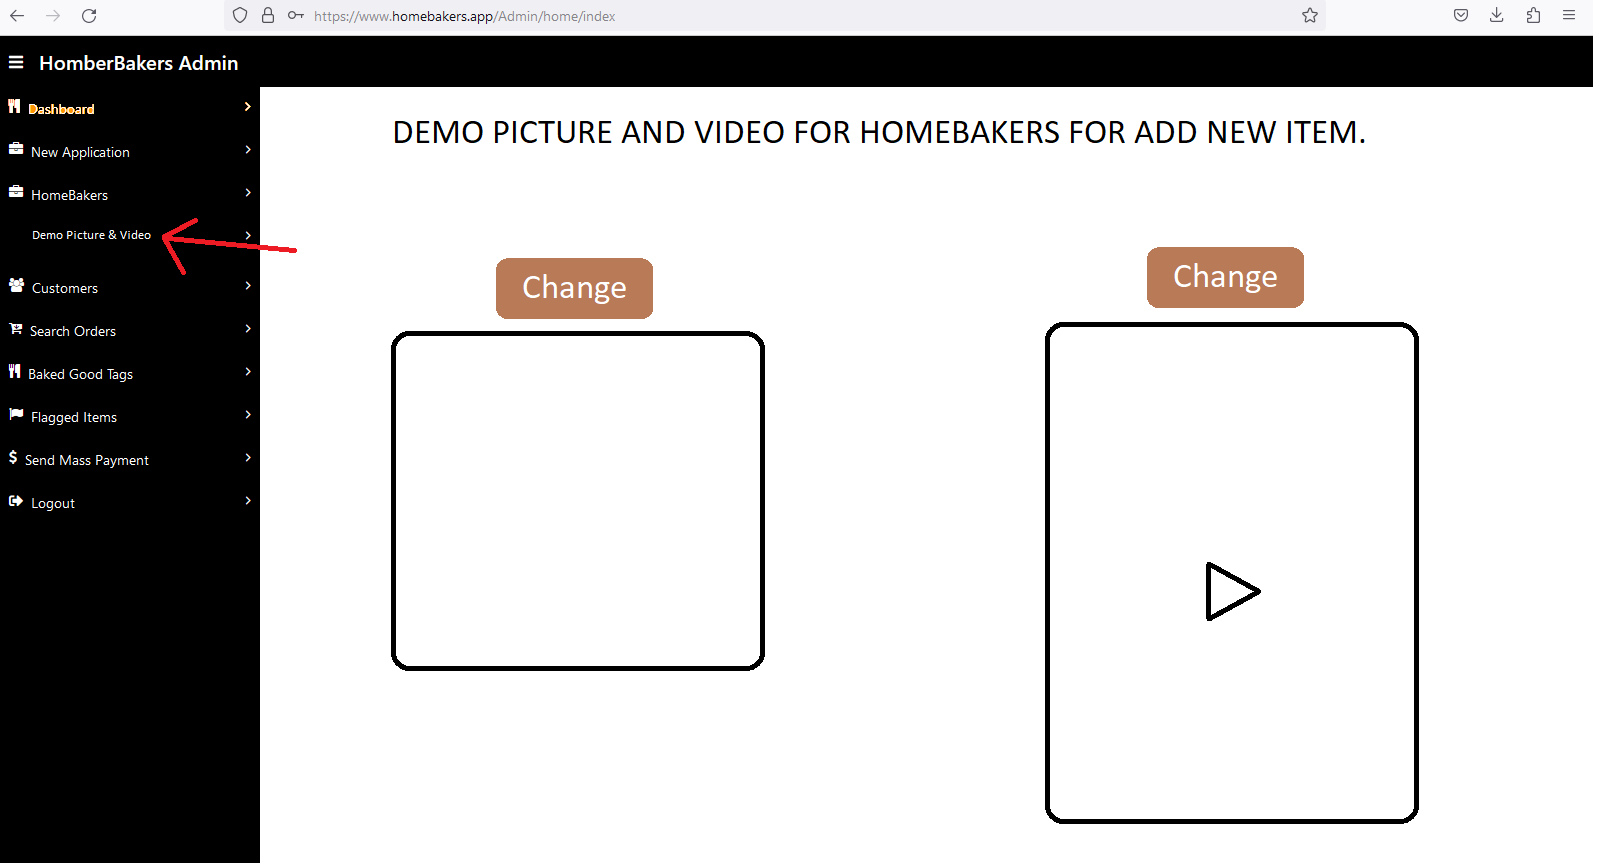 https://www.homebakers.app/Admin/home/index
HomberBakers Admin
Dashboard
New Application
HomeBakers
Demo Picture & Video
Customers
Search Orders
Baked Good Tags
Flagged Items
Send Mass Payment
Logout
DEMO PICTURE AND VIDEO FOR HOMEBAKERS FOR ADD NEW ITEM.
Change
Change